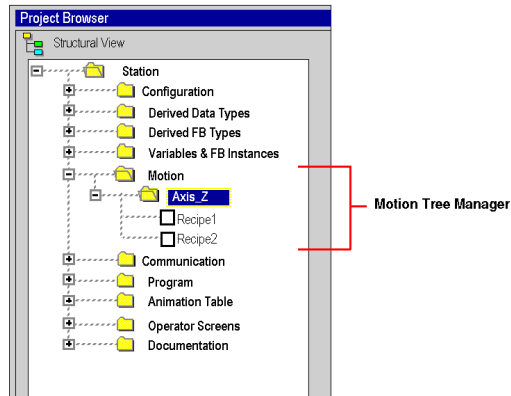 Project Browser
Structural View
Station
Configuration
Derived Data Types
Derived FB Types
Variables & FB Instances
Motion
Axis_Z
Recipe1
Recipe2
Motion Tree Manager
Communication
Program
Animation Table
Operator Screens
Documentation